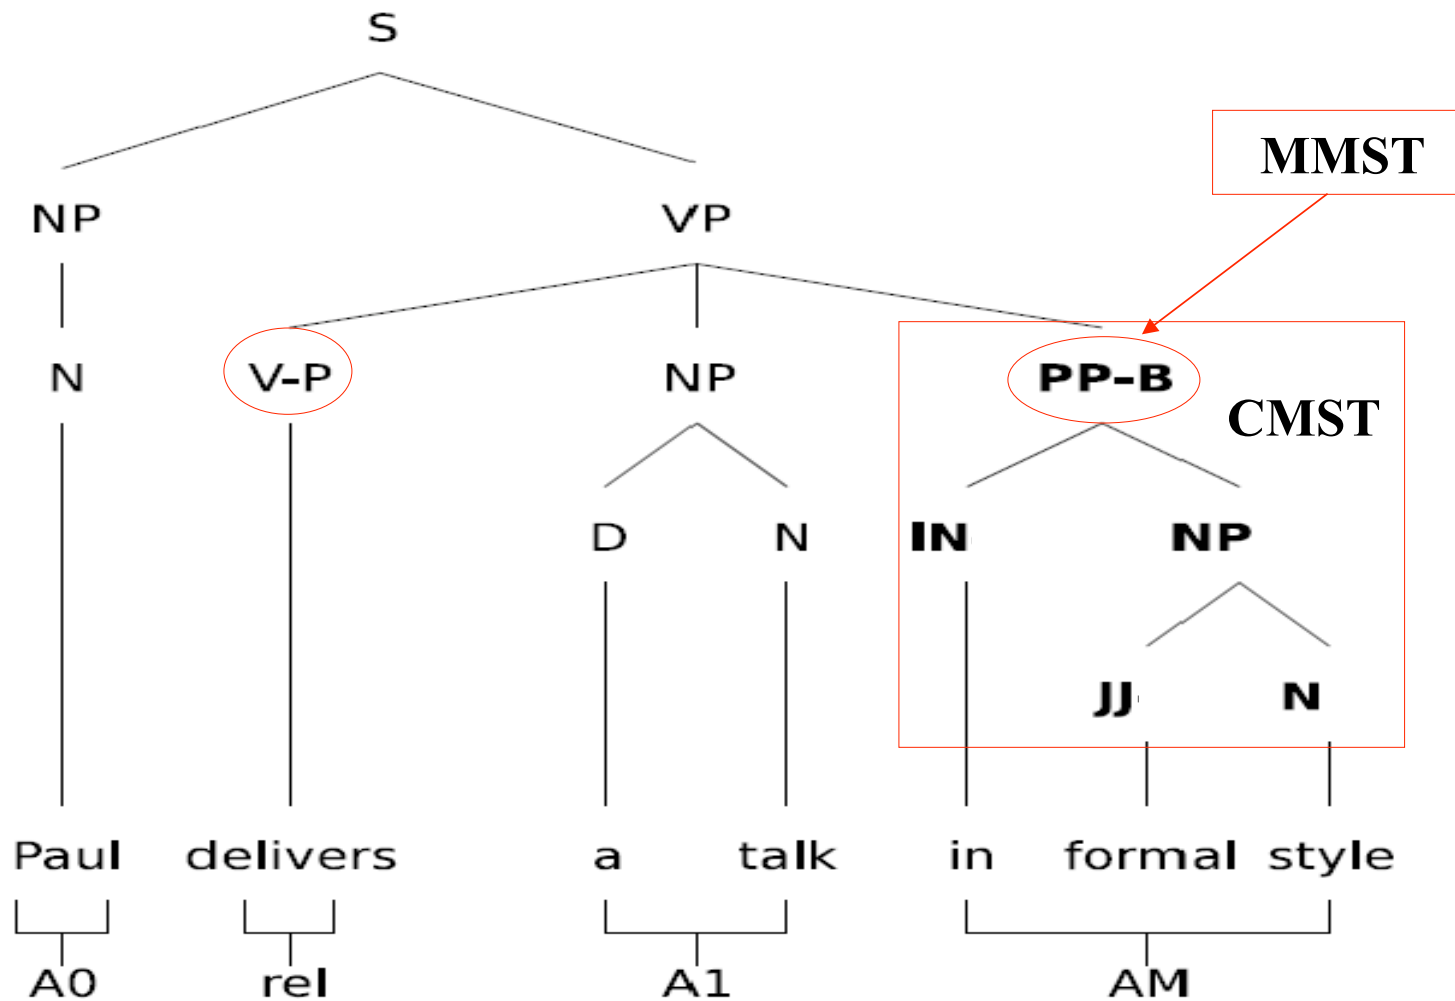 S
MMST
NP VP
N V-P NP PP-B
CMST
D N IN NP
JJ N
Paul delivers a talk in formal style
A0 rel A1 AM